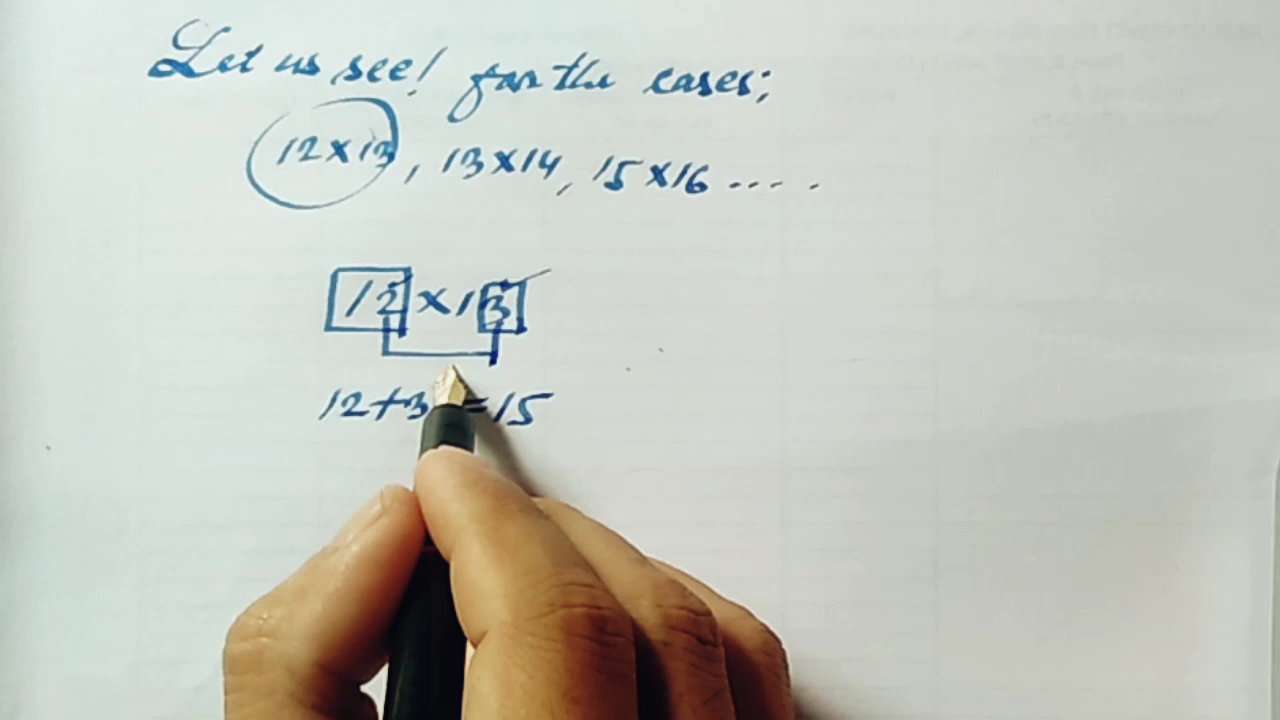 Let us see! for the cases;
12×13, 13×14, 15×16 .....
12×13
12+3=15